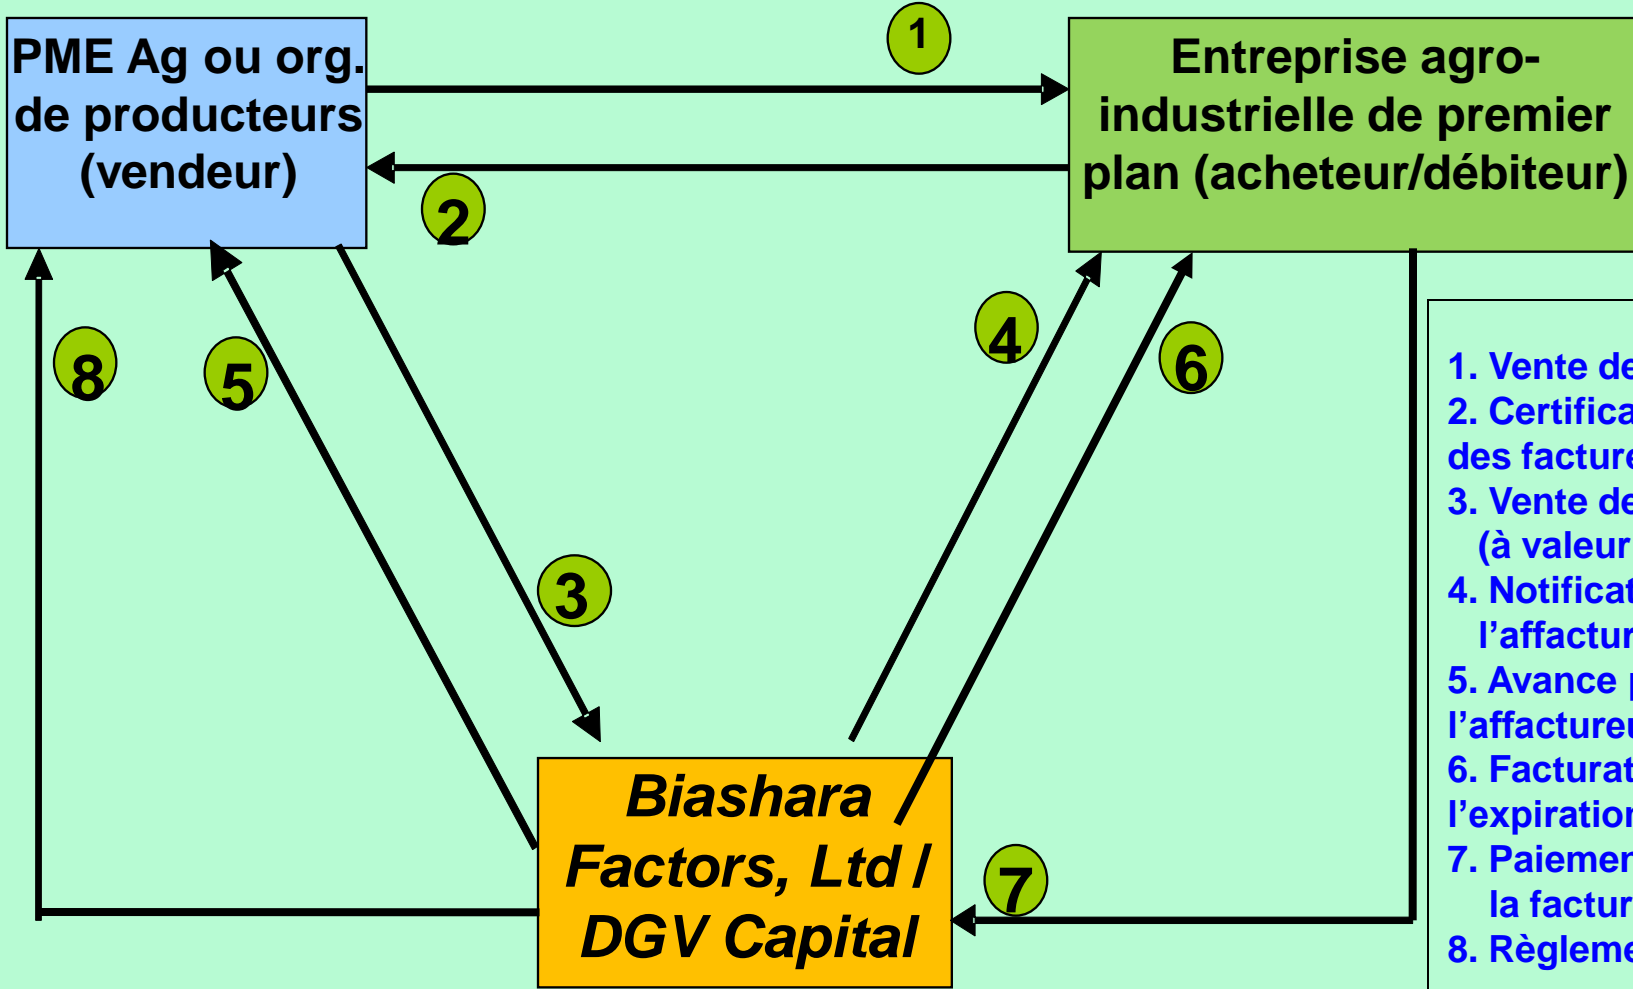 PME Ag ou org.
de producteurs
(vendeur)
1
Entreprise agro-
industrielle de premier
plan (acheteur/débiteur)
2
8
5
4
6
3
7
Biashara
Factors, Ltd /
DGV Capital
1. Vente de
2. Certifica
des facture
3. Vente de
(à valeur
4. Notificat
l’affactur
5. Avance p
l’affactureu
6. Facturat
l’expiration
7. Paiemen
la factur
8. Règleme